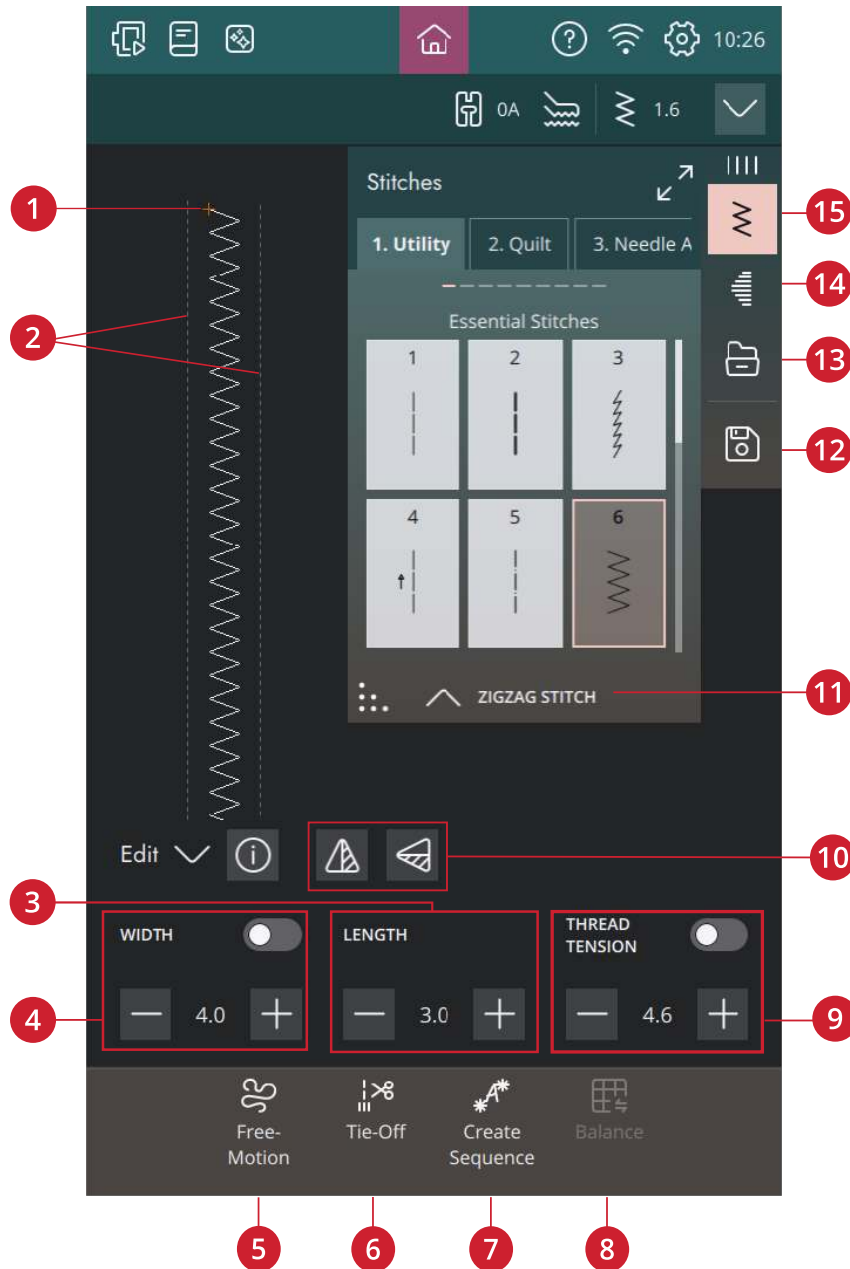 10:26
0A
1.6
Stitches
1. Utility
2. Quilt
3. Needle A
Essential Stitches
1
2
3
4
5
6
ZIGZAG STITCH
Edit
WIDTH
4.0
LENGTH
3.0
THREAD
TENSION
4.6
Free-
Motion
Tie-Off
Create
Sequence
Balance
1
2
3
4
5
6
7
8
9
10
11
12
13
14
15